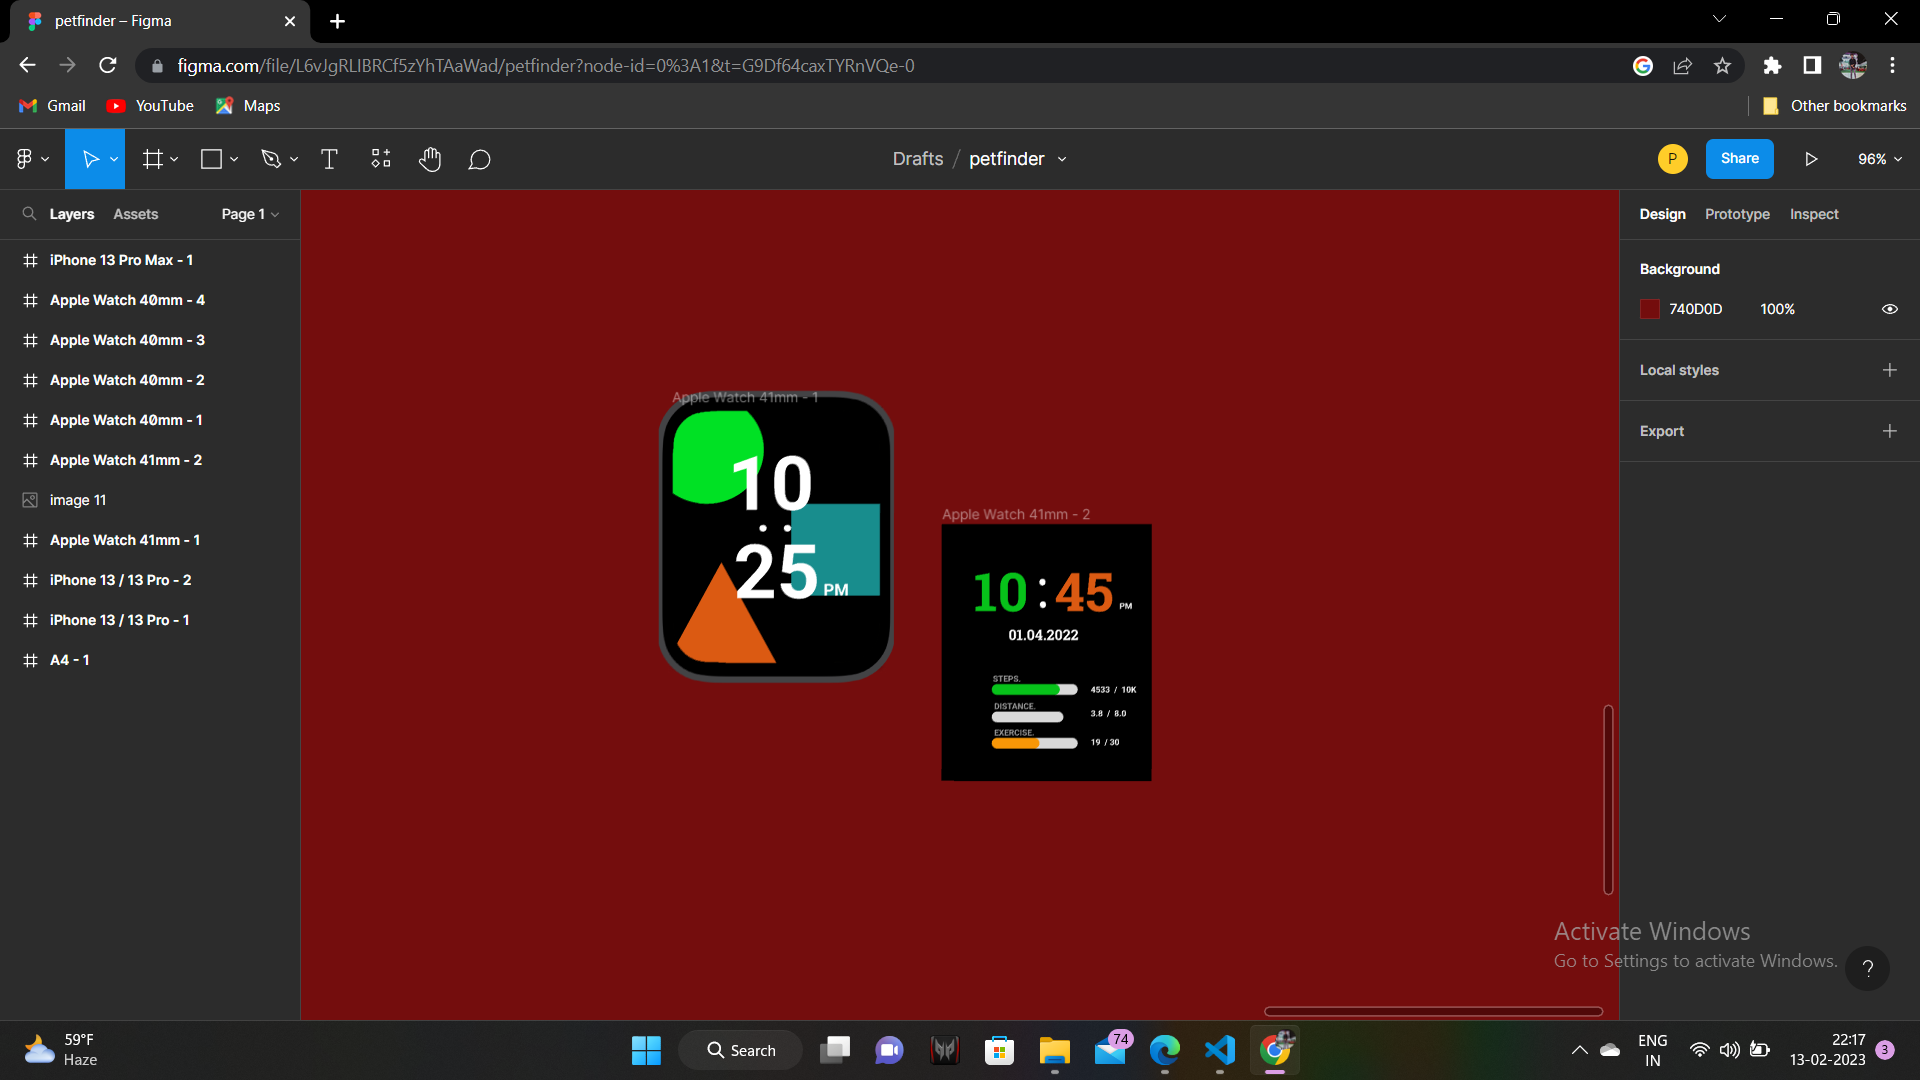 petfinder – Figma
figma.com/file/L6vJgRLIBRCf5zYhTAaWad/petfinder?node-id=0%3A1&t=G9Df64caxTYRnVQe-0
Gmail YouTube Maps Other bookmarks
Drafts / petfinder
P Share 96%
Layers Assets Page 1
iPhone 13 Pro Max - 1
Apple Watch 40mm - 4
Apple Watch 40mm - 3
Apple Watch 40mm - 2
Apple Watch 40mm - 1
Apple Watch 41mm - 2
image 11
Apple Watch 41mm - 1
iPhone 13 / 13 Pro - 2
iPhone 13 / 13 Pro - 1
A4 - 1
Apple Watch 41mm - 1
10
25 PM
Apple Watch 41mm - 2
10 : 45 PM
01.04.2022
STEPS.
4533 / 10K
DISTANCE.
3.8 / 8.0
EXERCISE.
19 / 30
Design Prototype Inspect
Background
740D0D 100%
Local styles
Export
Activate Windows
Go to Settings to activate Windows.
?
59°F
Haze
Search
74
ENG
IN
22:17
13-02-2023
3